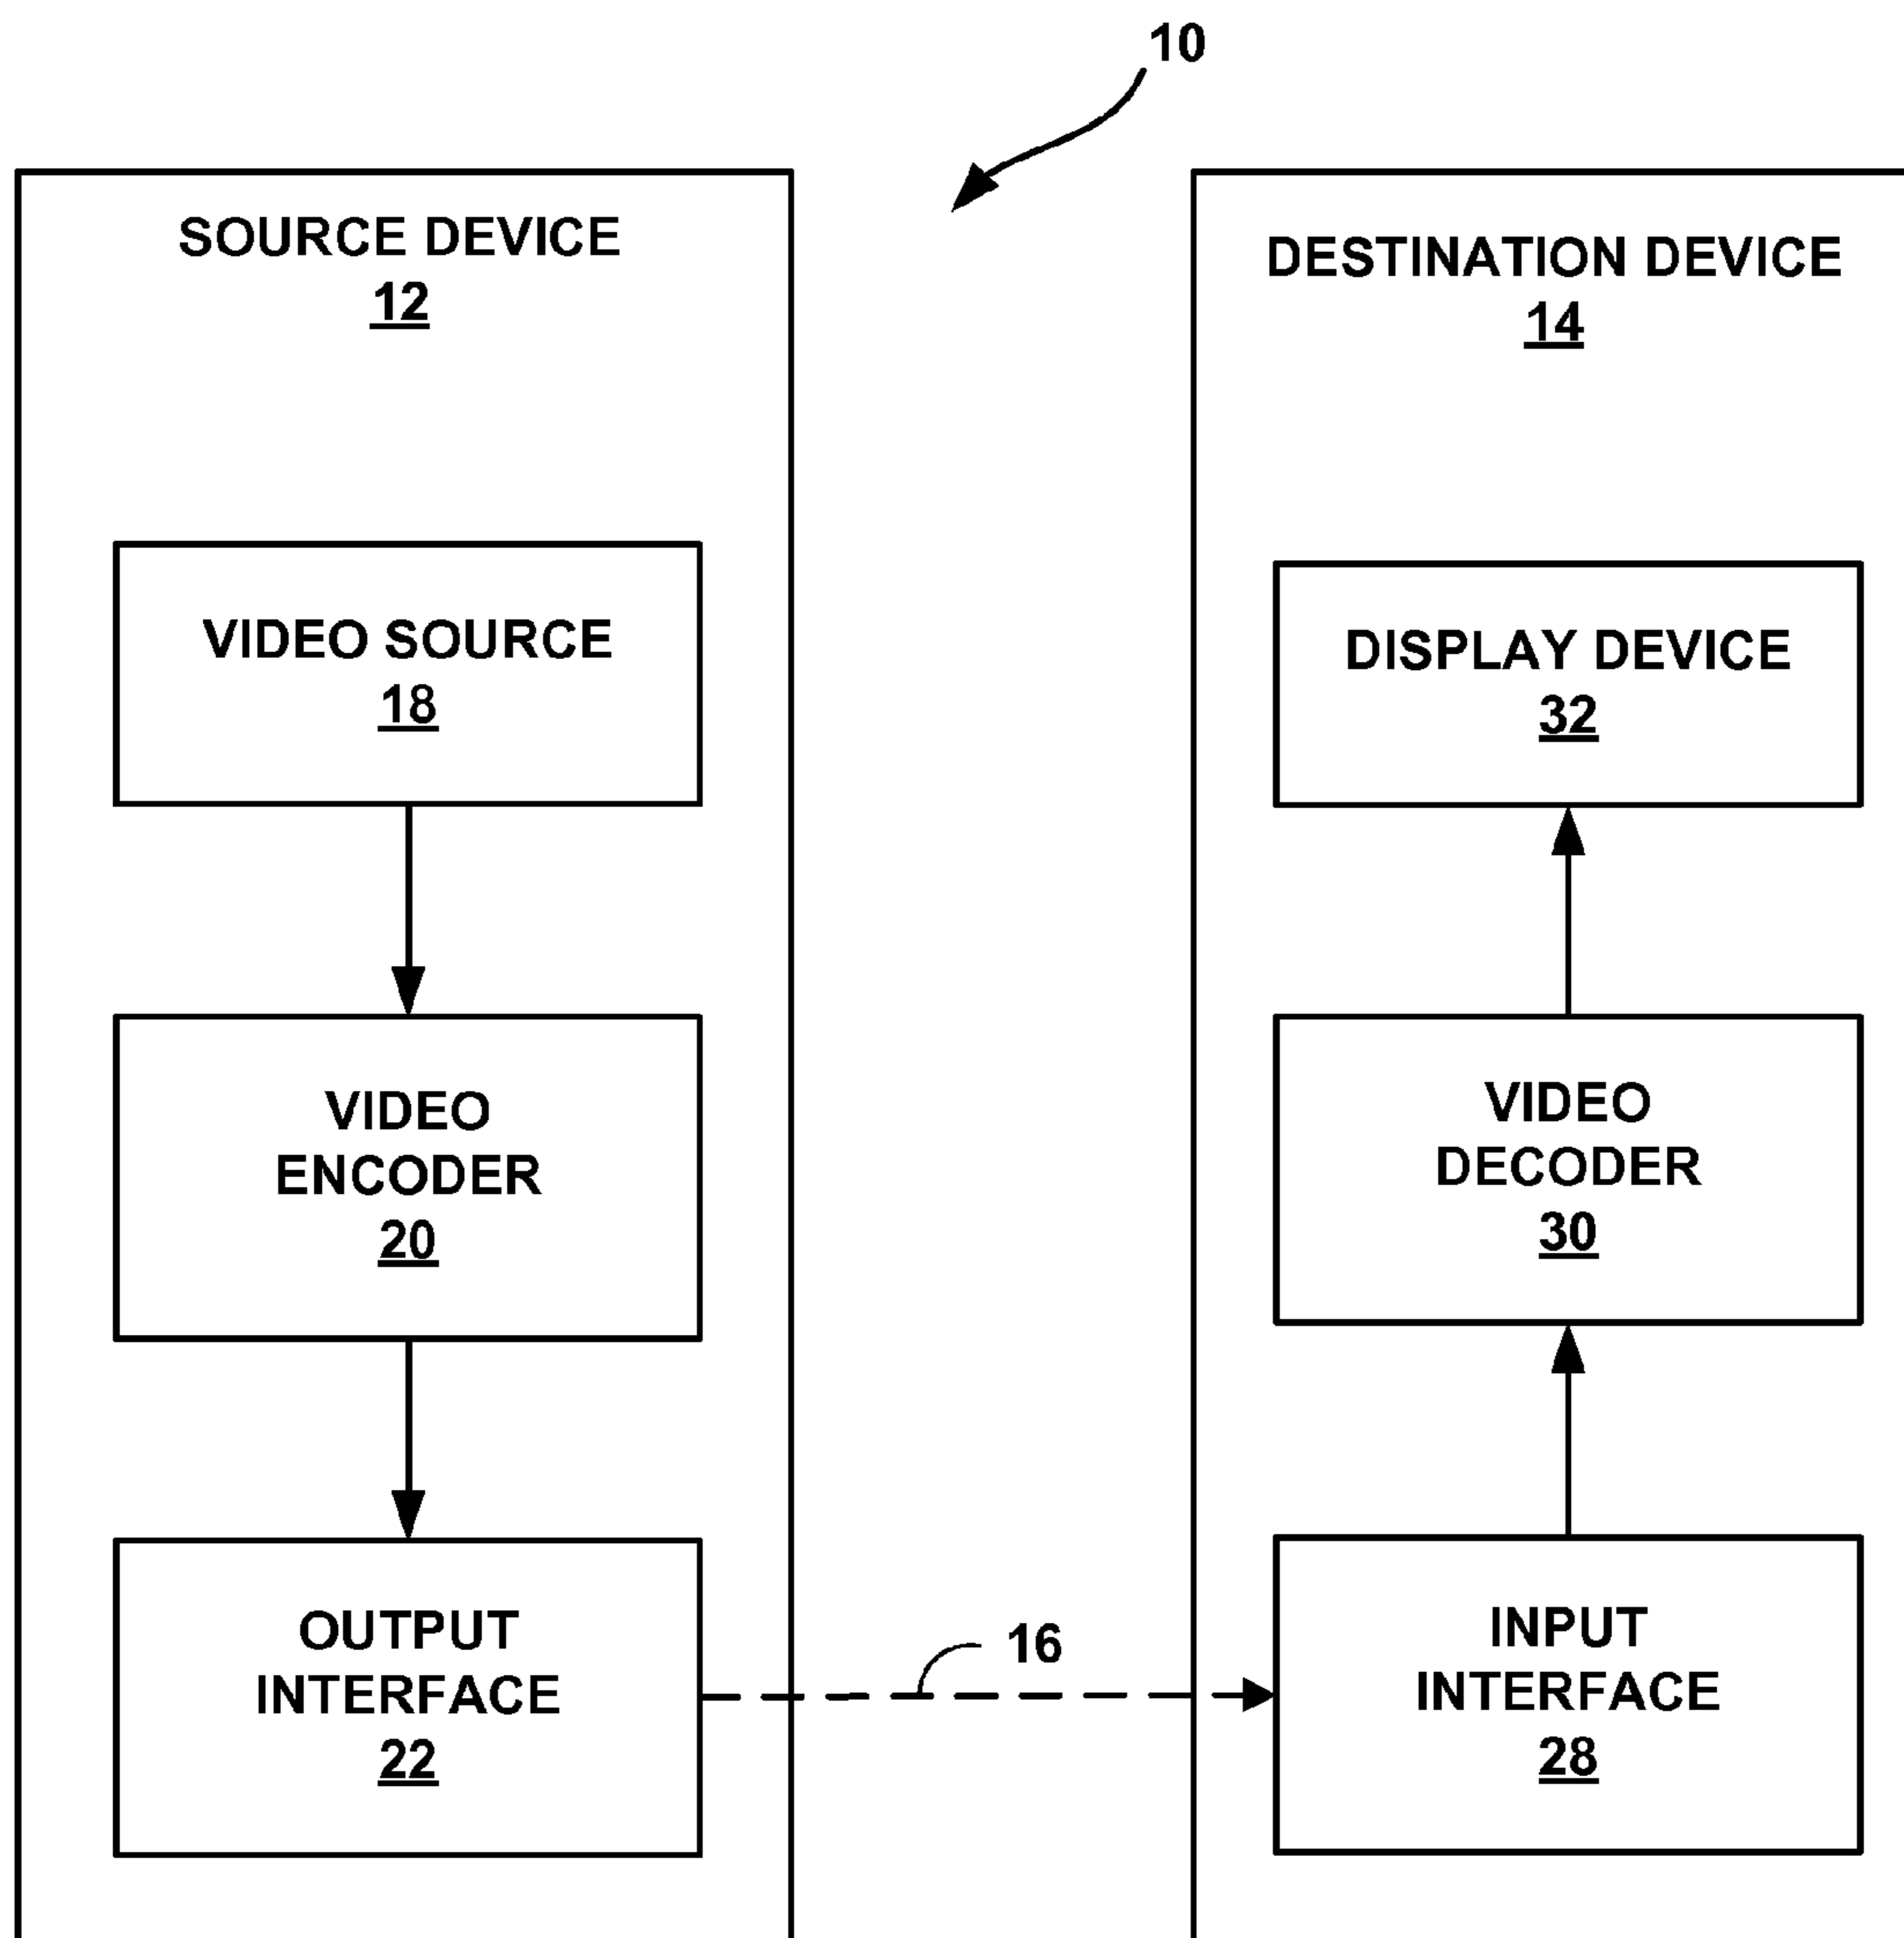 10
SOURCE DEVICE
12
VIDEO SOURCE
18
VIDEO
ENCODER
20
OUTPUT
INTERFACE
22
16
DESTINATION DEVICE
14
DISPLAY DEVICE
32
VIDEO
DECODER
30
INPUT
INTERFACE
28